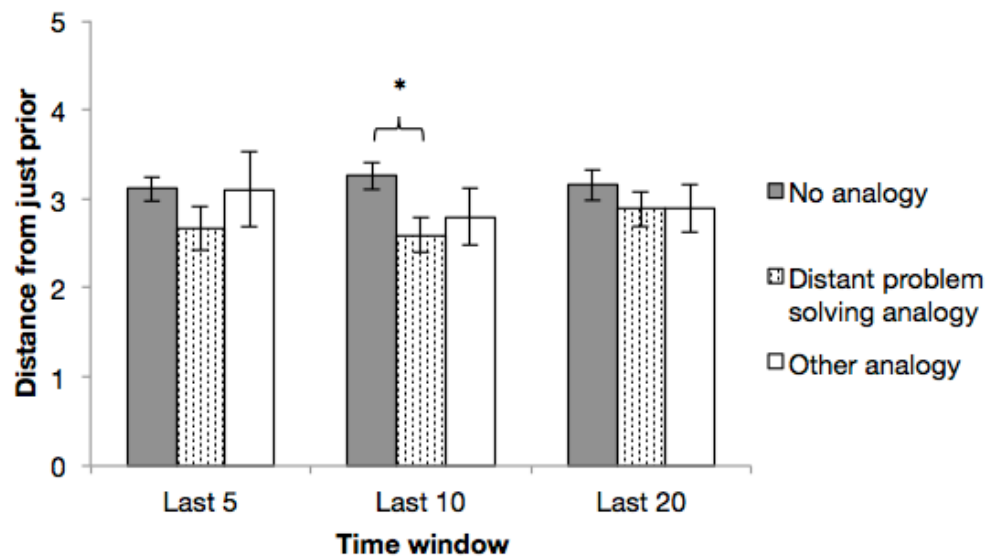 Distance from just prior
5
4
3
2
1
0
*
Last 5
Last 10
Last 20
Time window
No analogy
Distant problem
solving analogy
Other analogy